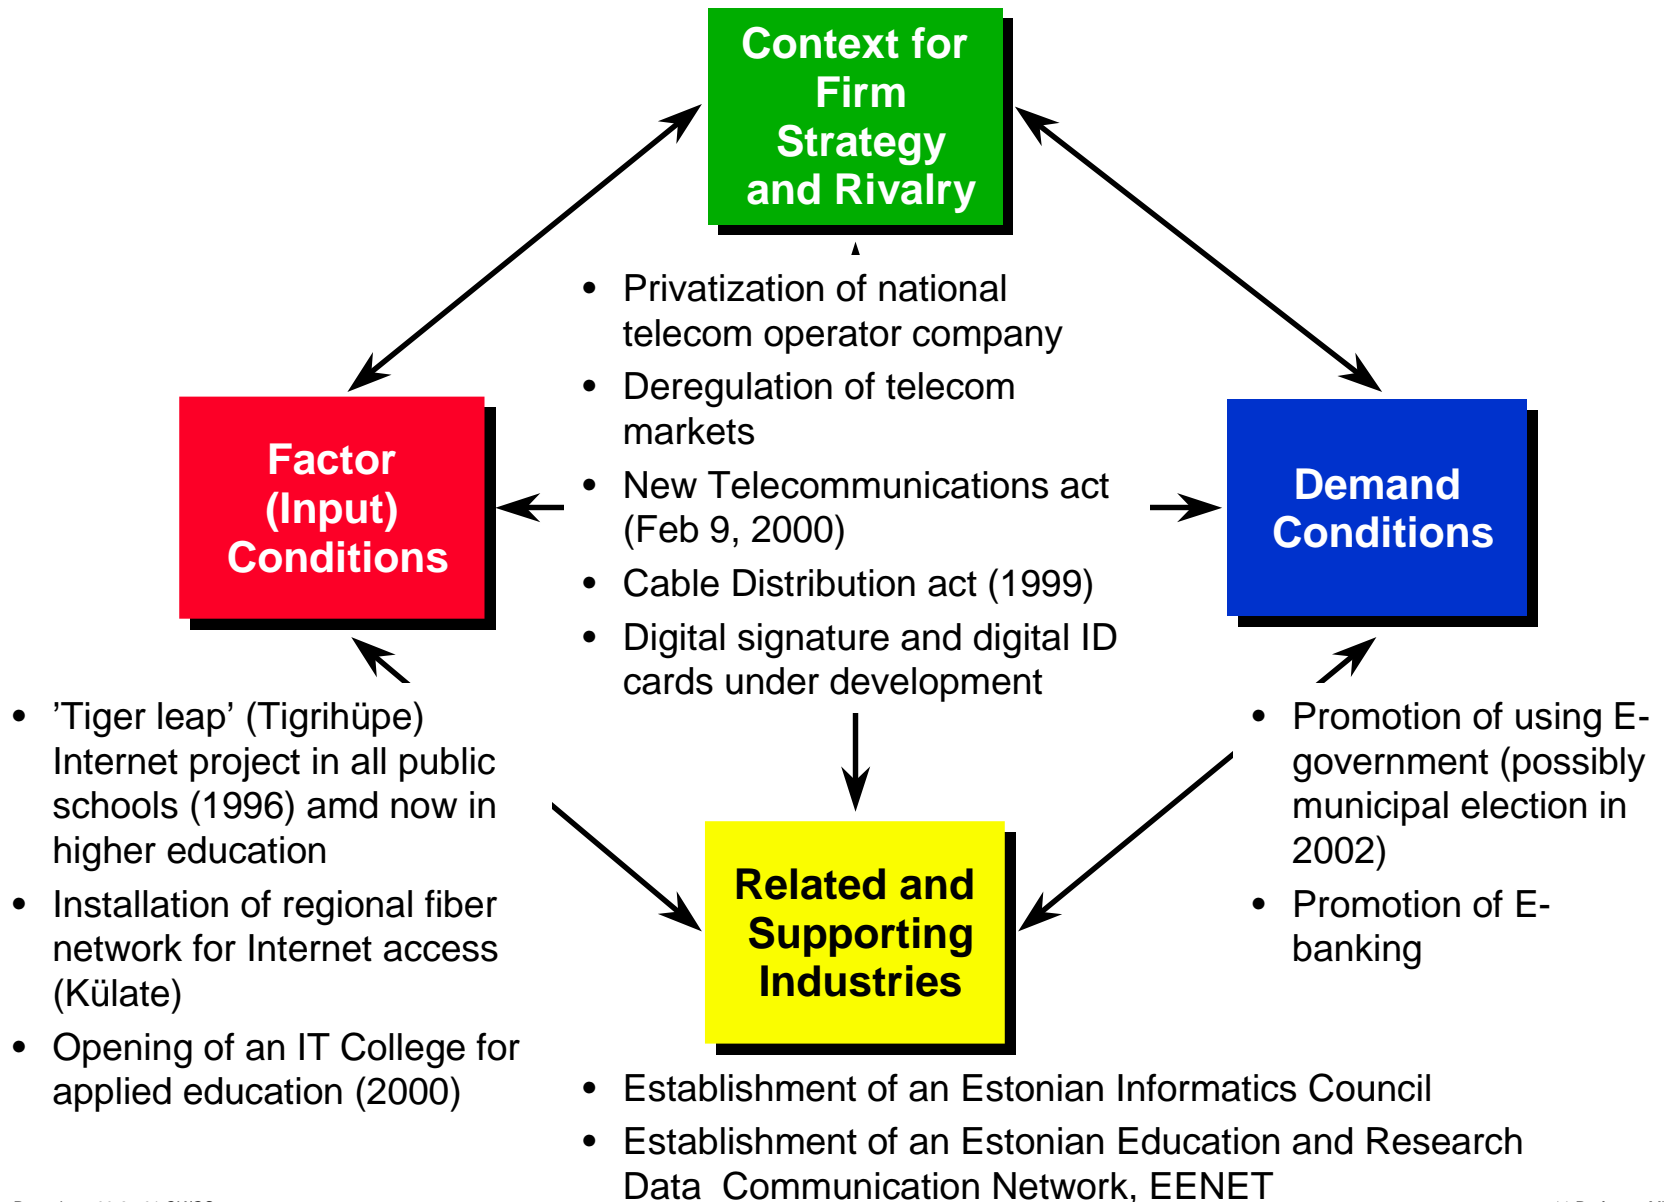 Context for
Firm
Strategy
and Rivalry
• Privatization of national
telecom operator company
• Deregulation of telecom
markets
• New Telecommunications act
(Feb 9, 2000)
• Cable Distribution act (1999)
• Digital signature and digital ID
cards under development
Factor
(Input)
Conditions
Demand
Conditions
• 'Tiger leap' (Tigrihüpe)
Internet project in all public
schools (1996) amd now in
higher education
• Installation of regional fiber
network for Internet access
(Külate)
• Opening of an IT College for
applied education (2000)
• Promotion of using E-
government (possibly
municipal election in
2002)
• Promotion of E-
banking
Related and
Supporting
Industries
• Establishment of an Estonian Informatics Council
• Establishment of an Estonian Education and Research
Data Communication Network, EENET